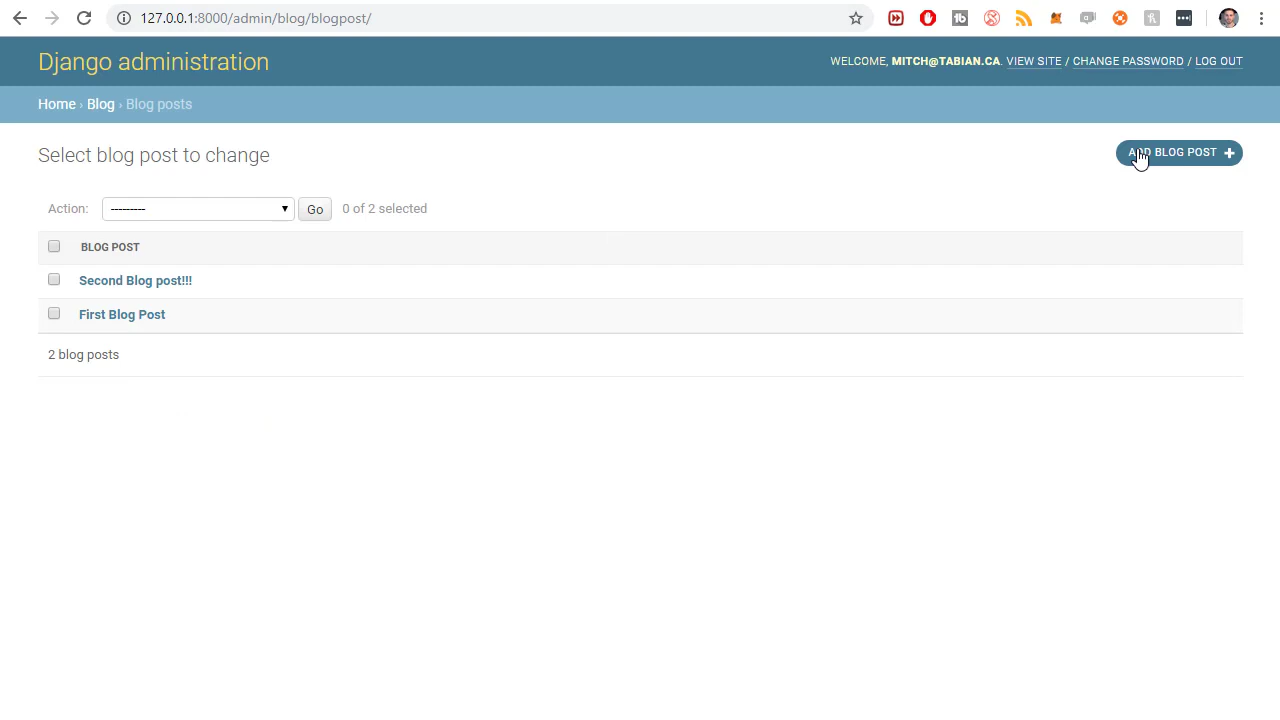 127.0.0.1:8000/admin/blog/blogpost/
Django administration
WELCOME, MITCH@TABIAN.CA. VIEW SITE / CHANGE PASSWORD / LOG OUT
Home › Blog › Blog posts
Select blog post to change
ADD BLOG POST +
Action: --------- Go 0 of 2 selected
BLOG POST
Second Blog post!!!
First Blog Post
2 blog posts